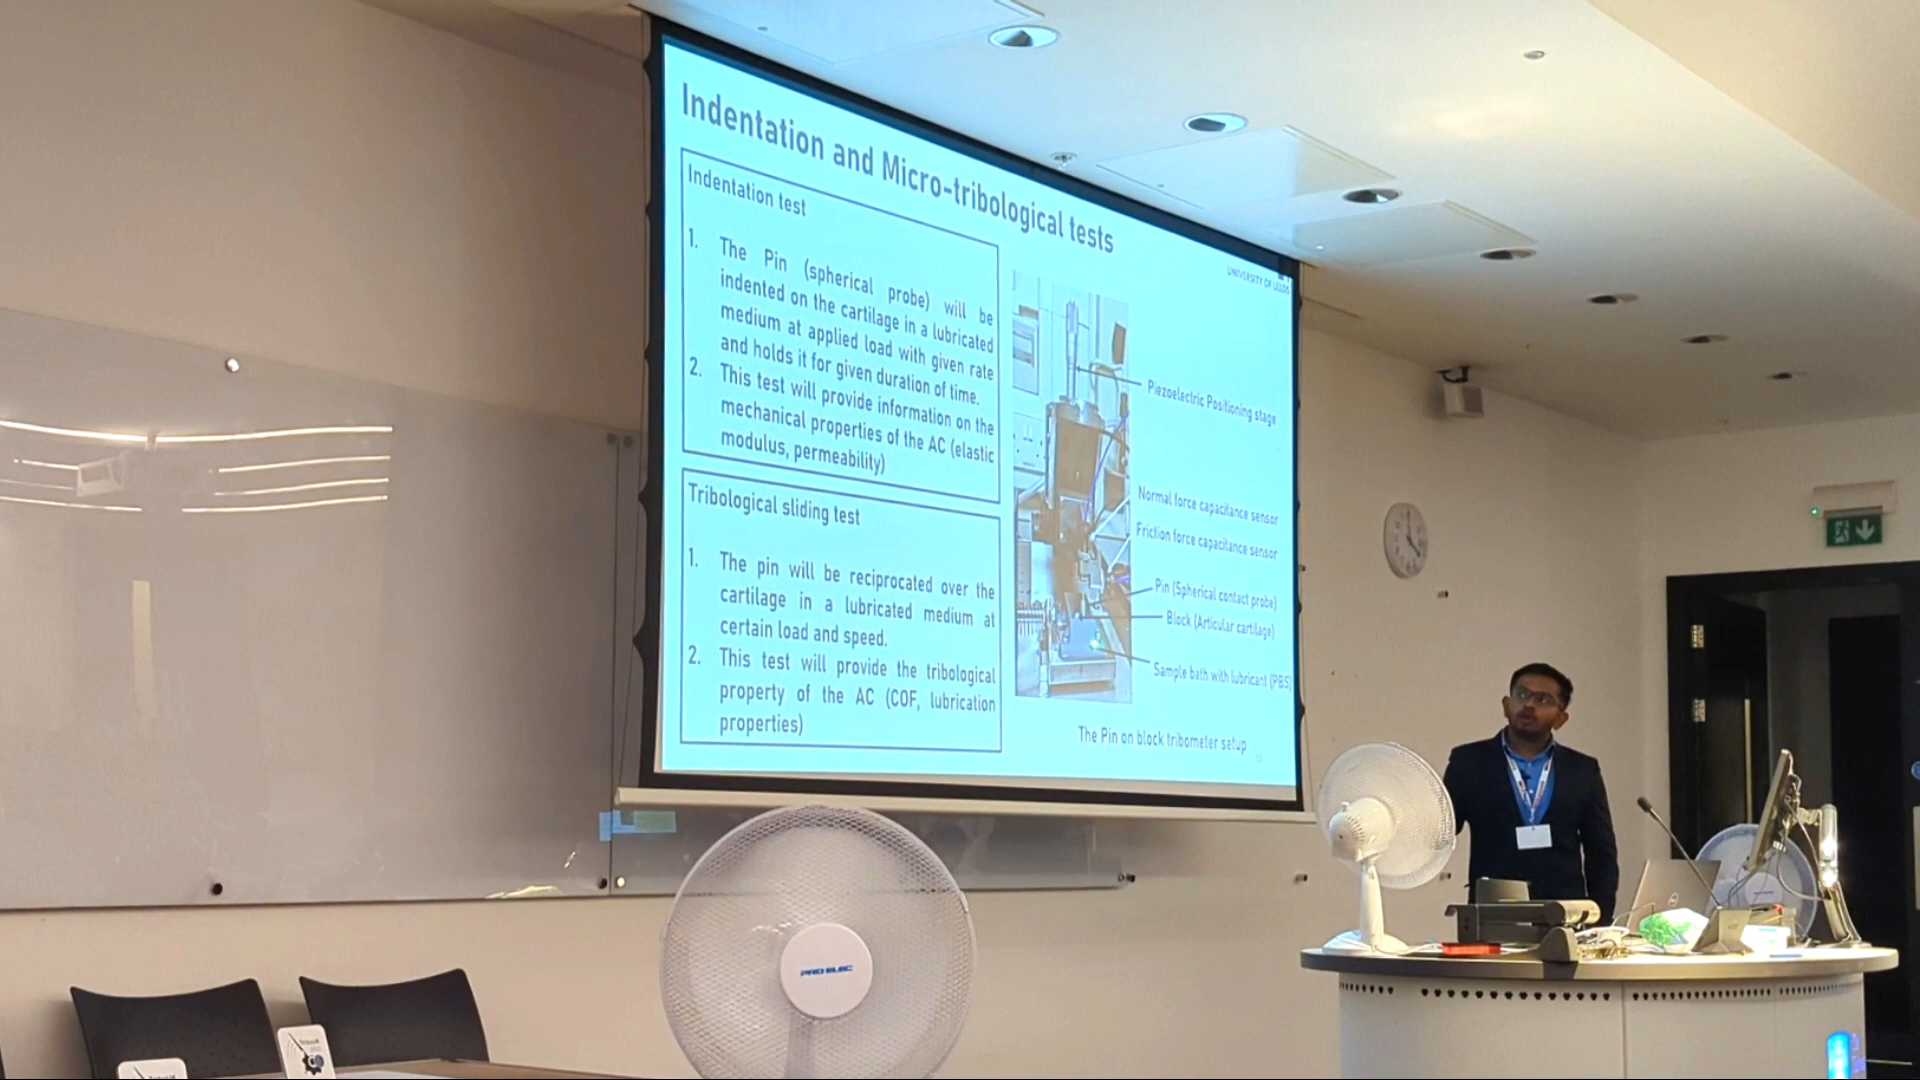 Indentation and Micro-tribological tests
UNIVERSITY OF LEEDS
Indentation test
1. The Pin (spherical probe) will be
indented on the cartilage in a lubricated
medium at applied load with given rate
and holds it for given duration of time.
2. This test will provide information on the
mechanical properties of the AC (elastic
modulus, permeability)
Tribological sliding test
1. The pin will be reciprocated over the
cartilage in a lubricated medium at
certain load and speed.
2. This test will provide the tribological
property of the AC (COF, lubrication
properties)
Piezoelectric Positioning stage
Normal force capacitance sensor
Friction force capacitance sensor
Pin (Spherical contact probe)
Block (Articular cartilage)
Sample bath with lubricant (PBS)
The Pin on block tribometer setup
PRO ELEC